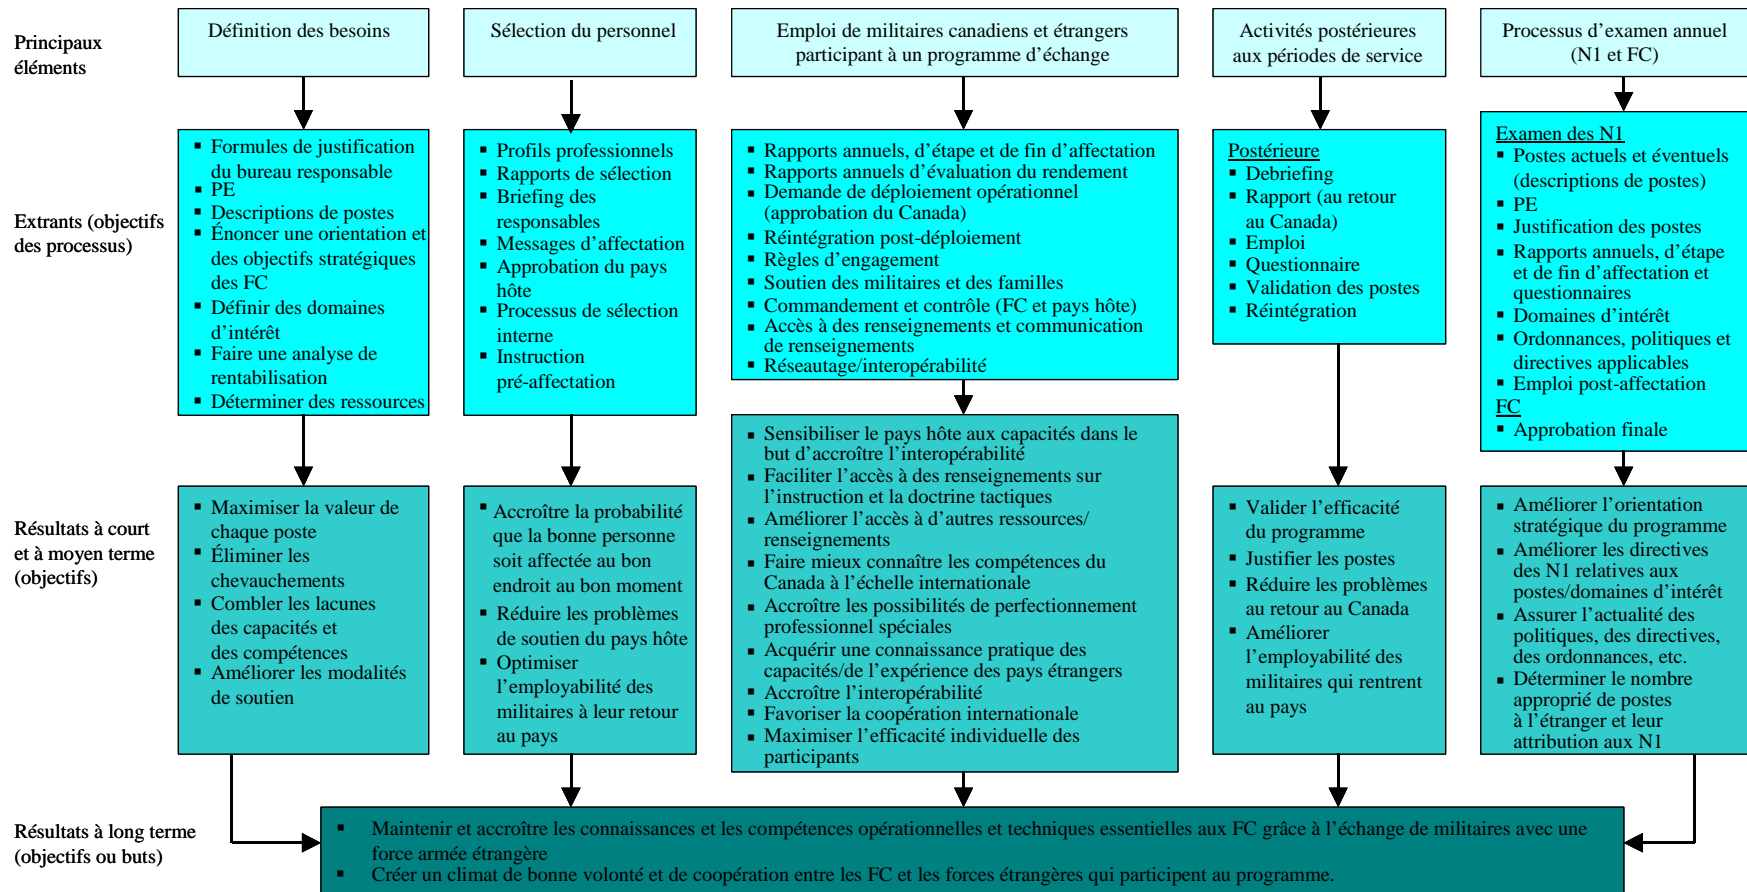 Principaux
éléments
Définition des besoins
Sélection du personnel
Emploi de militaires canadiens et étrangers
participant à un programme d’échange
Activités postérieures
aux périodes de service
Processus d’examen annuel
(N1 et FC)
Extrants (objectifs
des processus)
▪ Formules de justification
du bureau responsable
▪ PE
▪ Descriptions de postes
▪ Énoncer une orientation et
des objectifs stratégiques
des FC
▪ Définir des domaines
d’intérêt
▪ Faire une analyse de
rentabilisation
▪ Déterminer des ressources
▪ Profils professionnels
▪ Rapports de sélection
▪ Briefing des
responsables
▪ Messages d’affectation
▪ Approbation du pays
hôte
▪ Processus de sélection
interne
▪ Instruction
pré-affectation
▪ Rapports annuels, d’étape et de fin d’affectation
▪ Rapports annuels d’évaluation du rendement
▪ Demande de déploiement opérationnel
(approbation du Canada)
▪ Réintégration post-déploiement
▪ Règles d’engagement
▪ Soutien des militaires et des familles
▪ Commandement et contrôle (FC et pays hôte)
▪ Accès à des renseignements et communication
de renseignements
▪ Réseautage/interopérabilité
Postérieure
▪ Debriefing
▪ Rapport (au retour
au Canada)
▪ Emploi
▪ Questionnaire
▪ Validation des postes
▪ Réintégration
Examen des N1
▪ Postes actuels et éventuels
(descriptions de postes)
▪ PE
▪ Justification des postes
▪ Rapports annuels, d’étape
et de fin d’affectation et
questionnaires
▪ Domaines d’intérêt
▪ Ordonnances, politiques et
directives applicables
▪ Emploi post-affectation
FC
▪ Approbation finale
Résultats à court
et à moyen terme
(objectifs)
▪ Maximiser la valeur de
chaque poste
▪ Éliminer les
chevauchements
▪ Combler les lacunes
des capacités et
des compétences
▪ Améliorer les modalités
de soutien
▪ Accroître la probabilité
que la bonne personne
soit affectée au bon
endroit au bon moment
▪ Réduire les problèmes
de soutien du pays hôte
▪ Optimiser
l’employabilité des
militaires à leur retour
au pays
▪ Sensibiliser le pays hôte aux capacités dans le
but d’accroître l’interopérabilité
▪ Faciliter l’accès à des renseignements sur
l’instruction et la doctrine tactiques
▪ Améliorer l’accès à d’autres ressources/
renseignements
▪ Faire mieux connaître les compétences du
Canada à l’échelle internationale
▪ Accroître les possibilités de perfectionnement
professionnel spéciales
▪ Acquérir une connaissance pratique des
capacités/de l’expérience des pays étrangers
▪ Accroître l’interopérabilité
▪ Favoriser la coopération internationale
▪ Maximiser l’efficacité individuelle des
participants
▪ Valider l’efficacité
du programme
▪ Justifier les postes
▪ Réduire les problèmes
au retour au Canada
▪ Améliorer
l’employabilité des
militaires qui rentrent
au pays
▪ Améliorer l’orientation
stratégique du programme
▪ Améliorer les directives
des N1 relatives aux
postes/domaines d’intérêt
▪ Assurer l’actualité des
politiques, des directives,
des ordonnances, etc.
▪ Déterminer le nombre
approprié de postes
à l’étranger et leur
attribution aux N1
Résultats à long terme
(objectifs ou buts)
▪ Maintenir et accroître les connaissances et les compétences opérationnelles et techniques essentielles aux FC grâce à l’échange de militaires avec une
force armée étrangère
▪ Créer un climat de bonne volonté et de coopération entre les FC et les forces étrangères qui participent au programme.